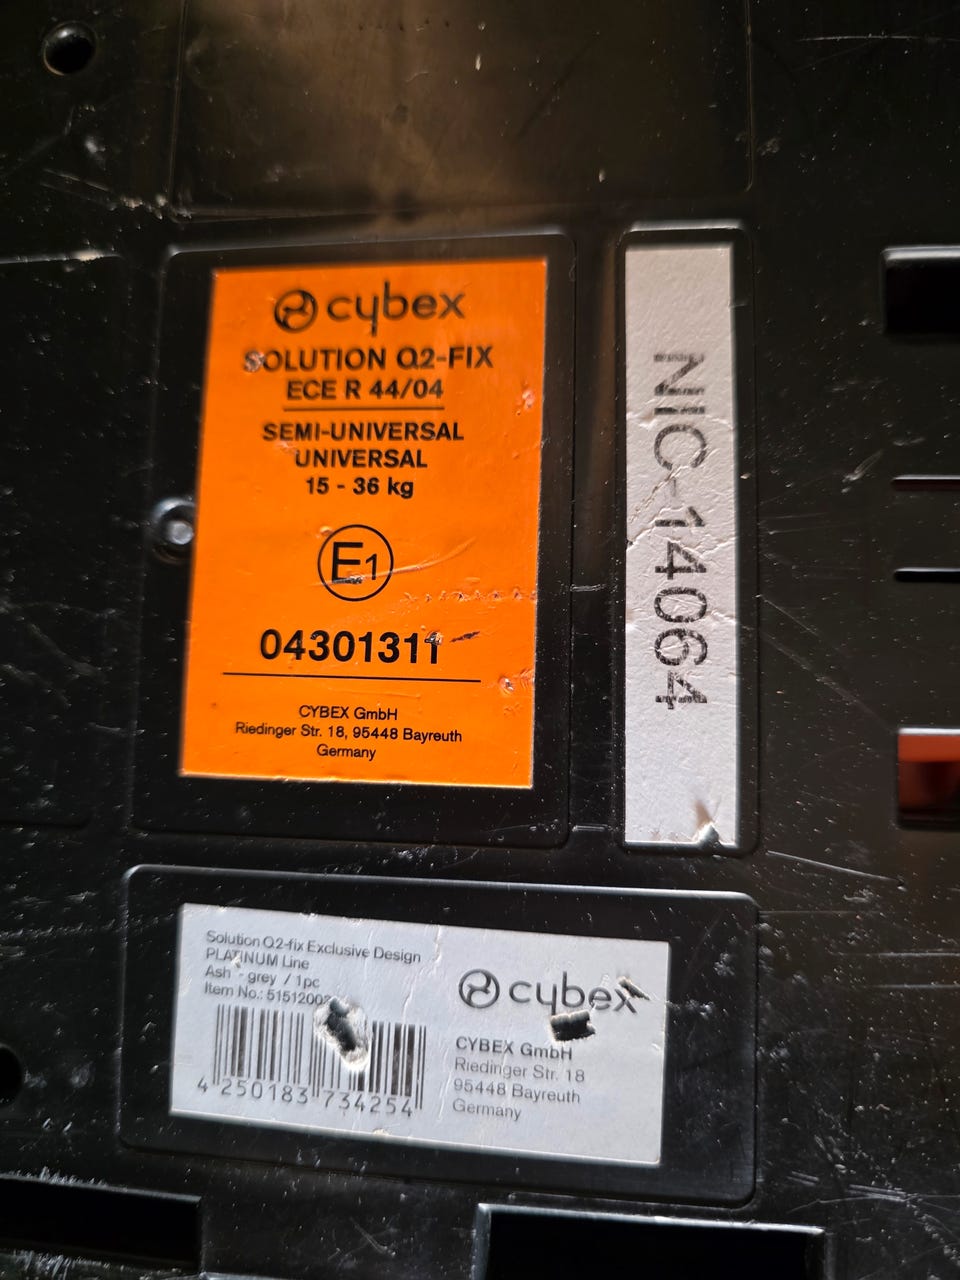 cybex
SOLUTION Q2-FIX
ECE R 44/04
SEMI-UNIVERSAL
UNIVERSAL
15 - 36 kg
E1
04301311
CYBEX GmbH
Riedinger Str. 18, 95448 Bayreuth
Germany
NIC-14064
Solution Q2-fix Exclusive Design
PLATINUM Line
Ash - grey / 1pc
Item No.:
4 250183 734254
cybex
CYBEX GmbH
Riedinger Str. 18
95448 Bayreuth
Germany